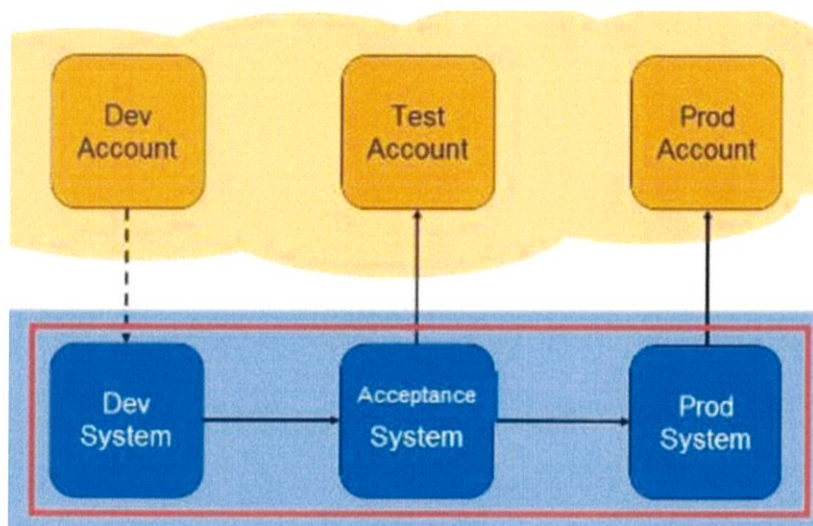 Dev
Account
Test
Account
Prod
Account
Dev
System
Acceptance
System
Prod
System